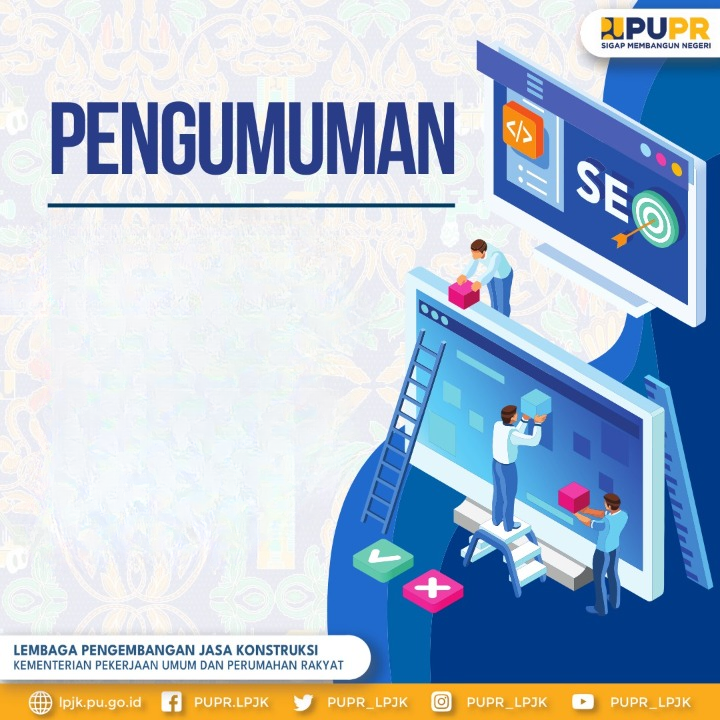 PUPR
SIGAP MEMBANGUN NEGERI
PENGUMUMAN
</>
SEO
LEMBAGA PENGEMBANGAN JASA KONSTRUKSI
KEMENTERIAN PEKERJAAN UMUM DAN PERUMAHAN RAKYAT
lpjk.pu.go.id PUPR.LPJK PUPR_LPJK PUPR_LPJK PUPR_LPJK